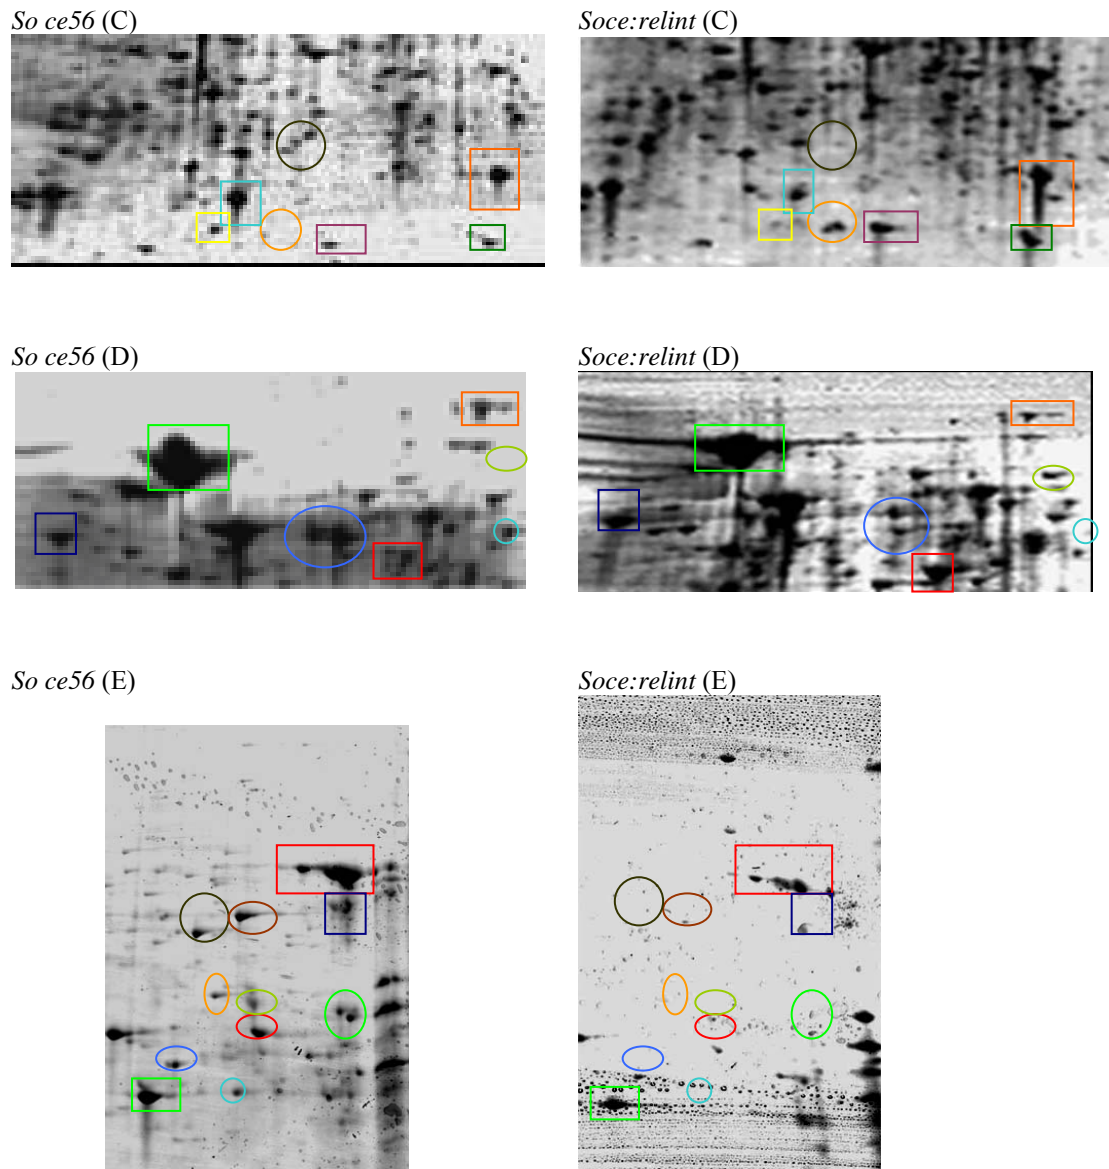 So ce56 (C)
Soce:relint (C)
So ce56 (D)
Soce:relint (D)
So ce56 (E)
Soce:relint (E)